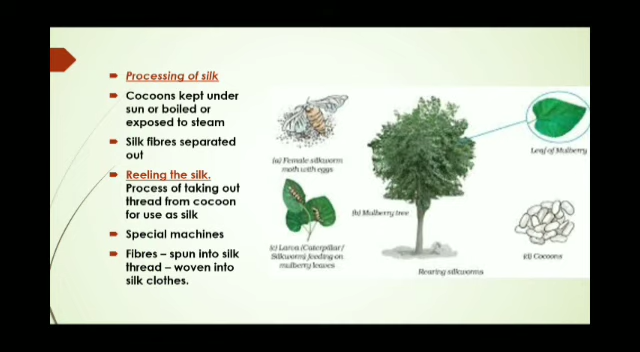 Processing of silk
Cocoons kept under
sun or boiled or
exposed to steam
Silk fibres separated
out
Reeling the silk.
Process of taking out
thread from cocoon
for use as silk
Special machines
Fibres – spun into silk
thread – woven into
silk clothes.
(a) Female silkworm
moth with eggs
Leaf of Mulberry
(b) Mulberry tree
(c) Larva (Caterpillar/
Silkworm) feeding on
mulberry leaves
(d) Cocoons
Rearing silkworms